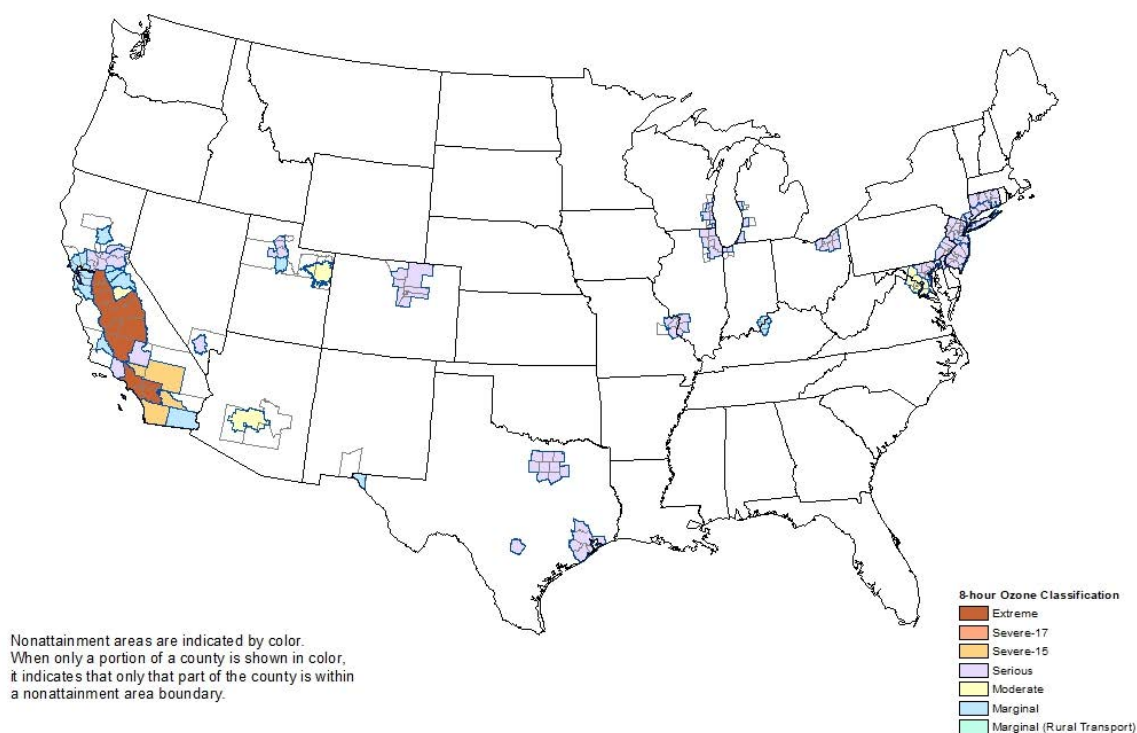 Nonattainment areas are indicated by color.
When only a portion of a county is shown in color,
it indicates that only that part of the county is within
a nonattainment area boundary.
8-hour Ozone Classification
Extreme
Severe-17
Severe-15
Serious
Moderate
Marginal
Marginal (Rural Transport)